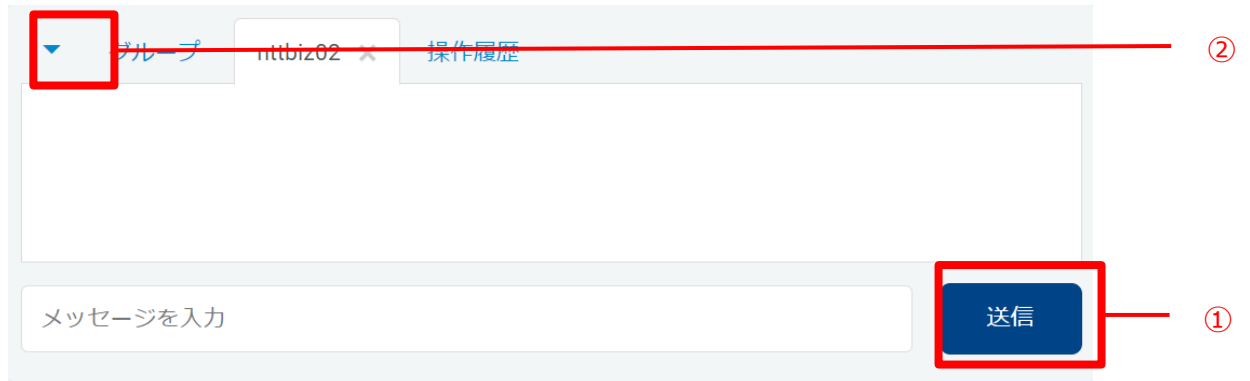 グループ nttbiz02 × 操作履歴 ②
メッセージを入力 送信 ①